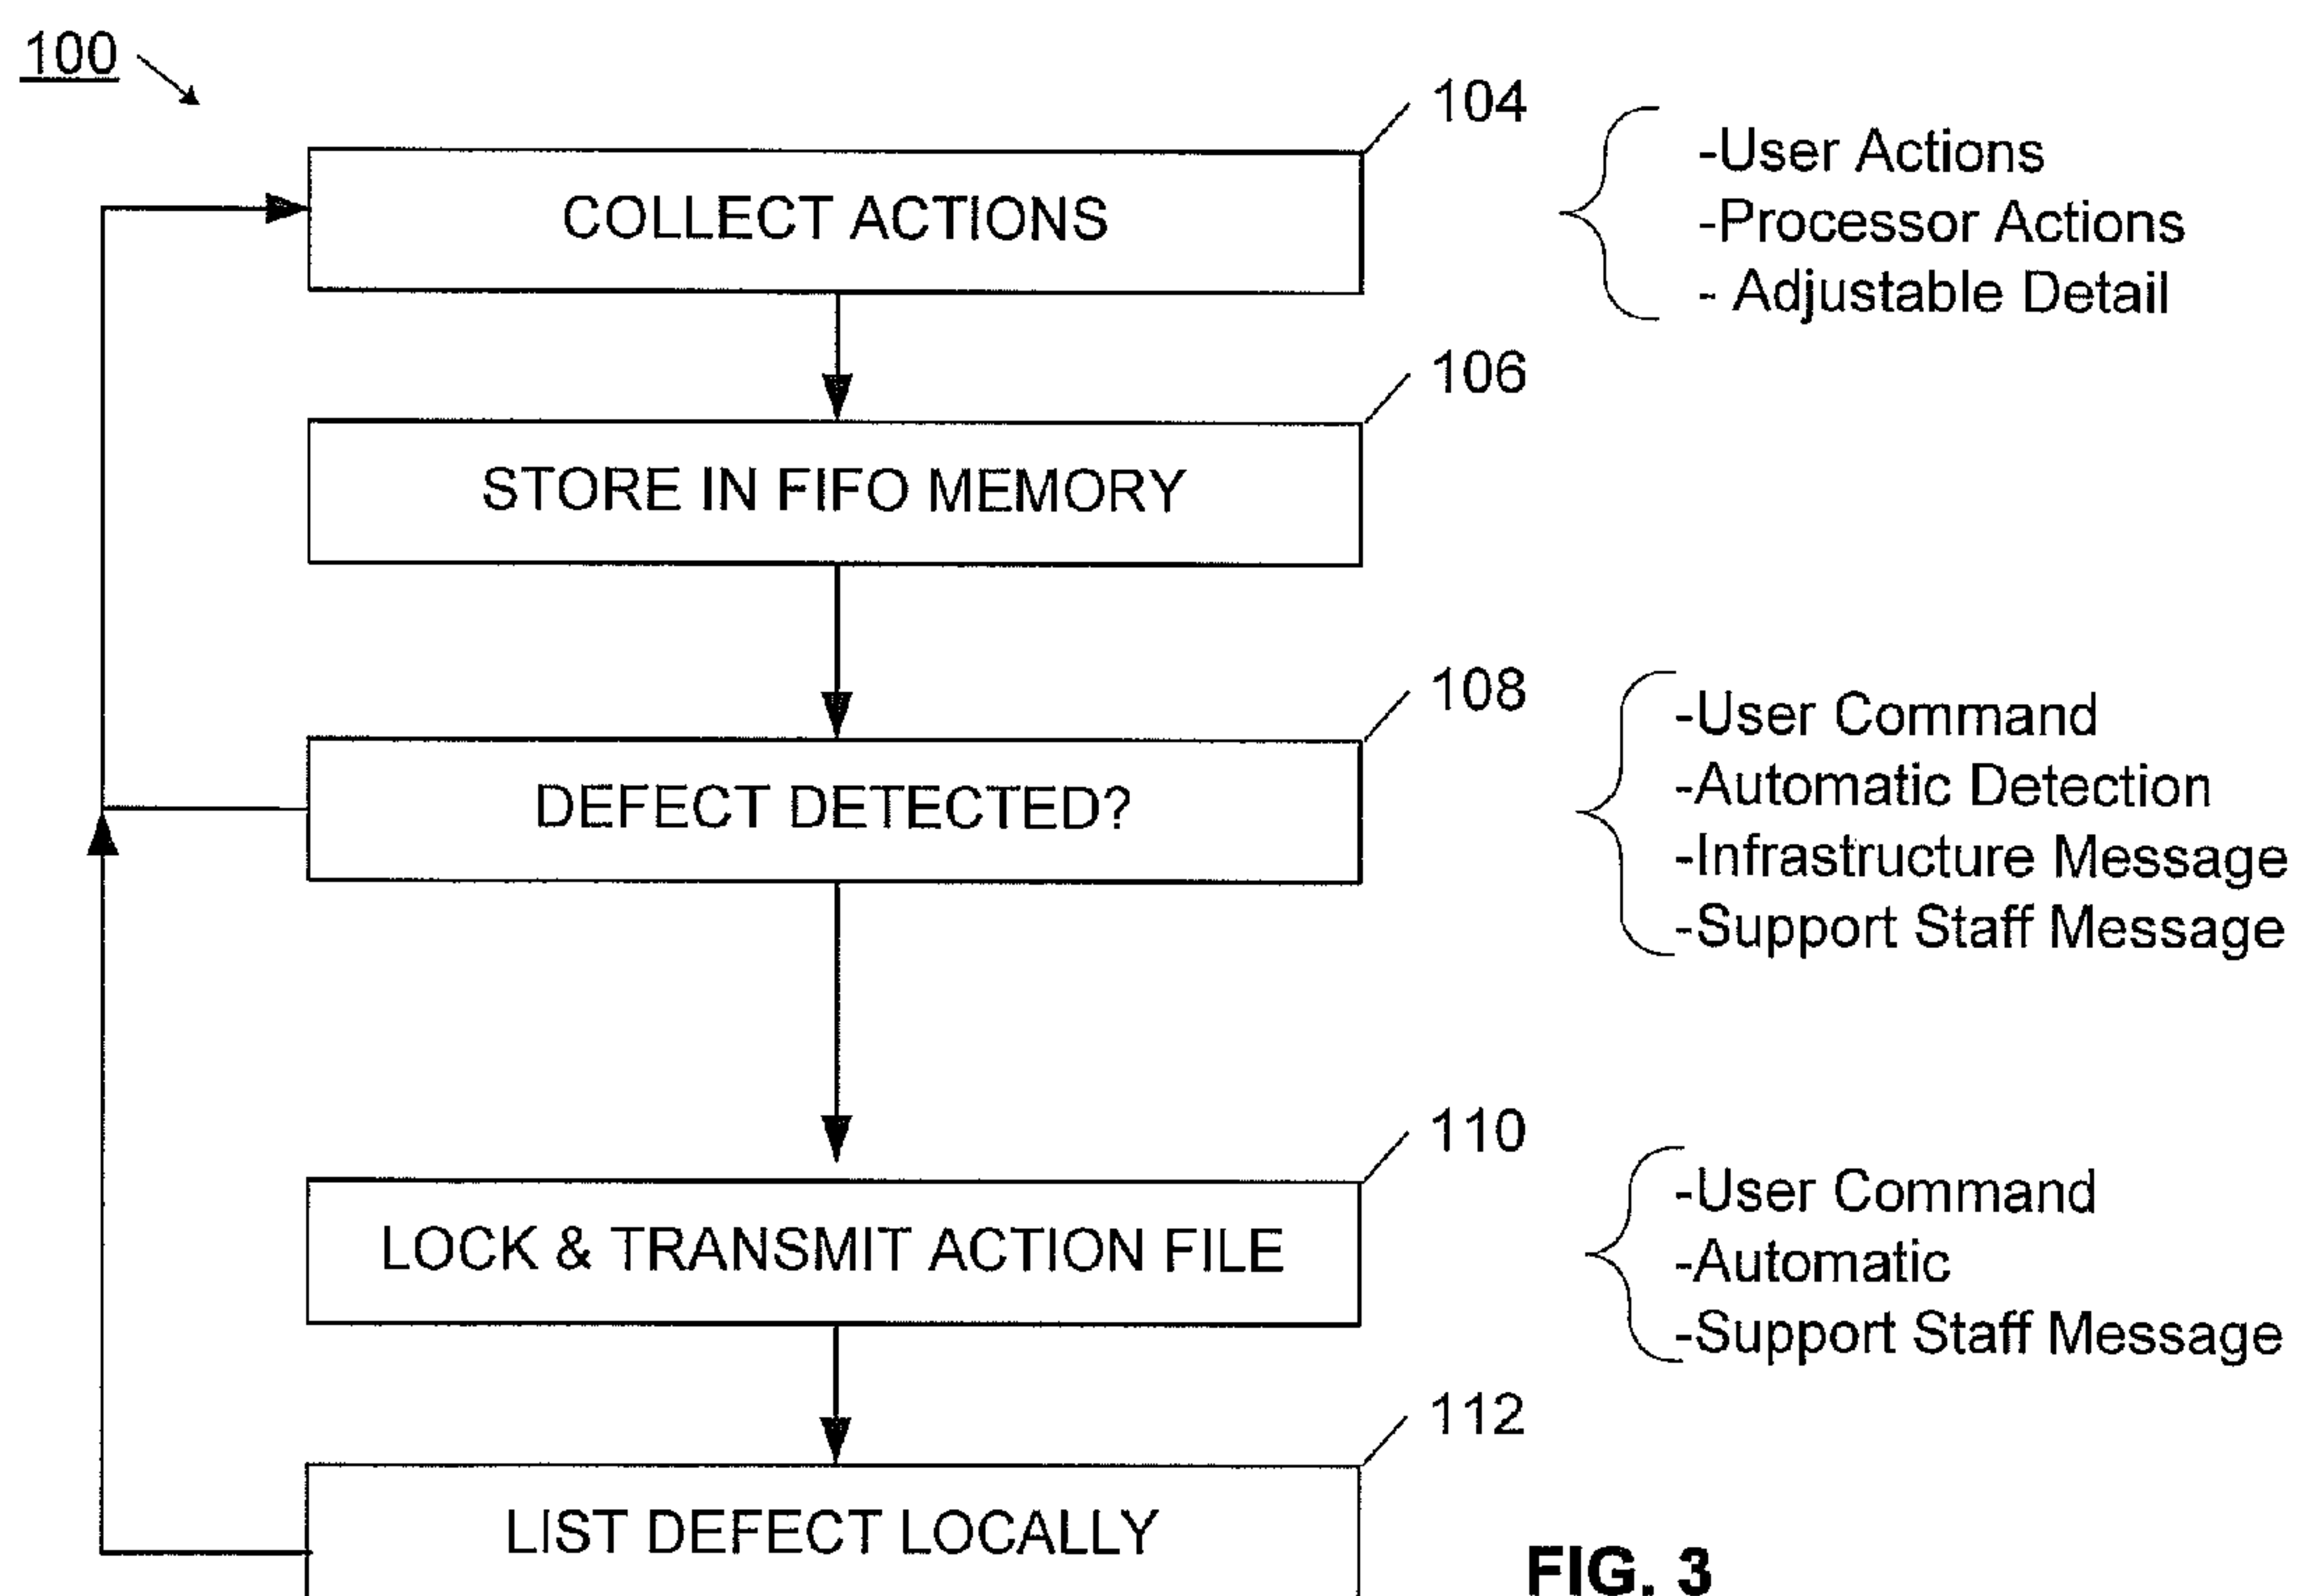 100
104
COLLECT ACTIONS
-User Actions
-Processor Actions
- Adjustable Detail
106
STORE IN FIFO MEMORY
108
DEFECT DETECTED?
-User Command
-Automatic Detection
-Infrastructure Message
-Support Staff Message
110
LOCK & TRANSMIT ACTION FILE
-User Command
-Automatic
-Support Staff Message
112
LIST DEFECT LOCALLY
FIG. 3